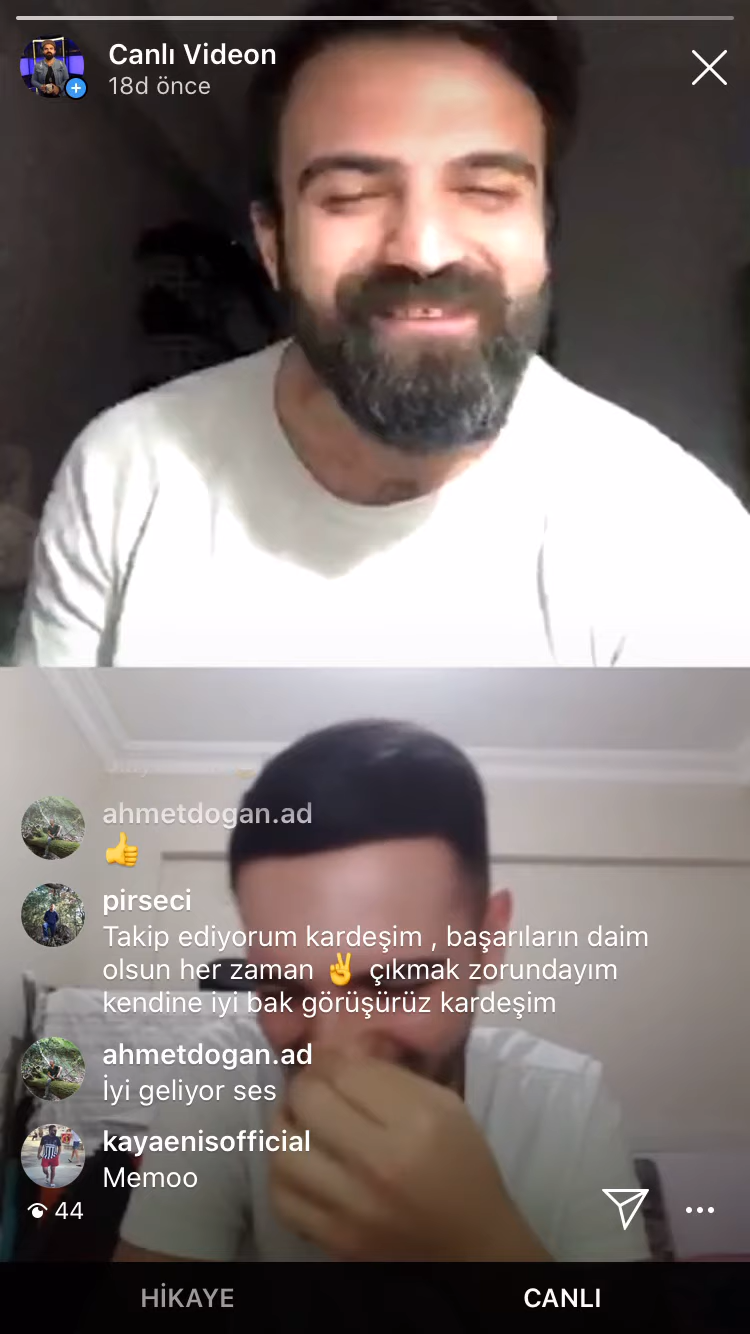 Canlı Videon
18d önce
ahmetdogan.ad
👍
pirseci
Takip ediyorum kardeşim , başarıların daim
olsun her zaman ✌️ çıkmak zorundayım
kendine iyi bak görüşürüz kardeşim
ahmetdogan.ad
İyi geliyor ses
kayaenisofficial
Memoo
44
HİKAYE
CANLI